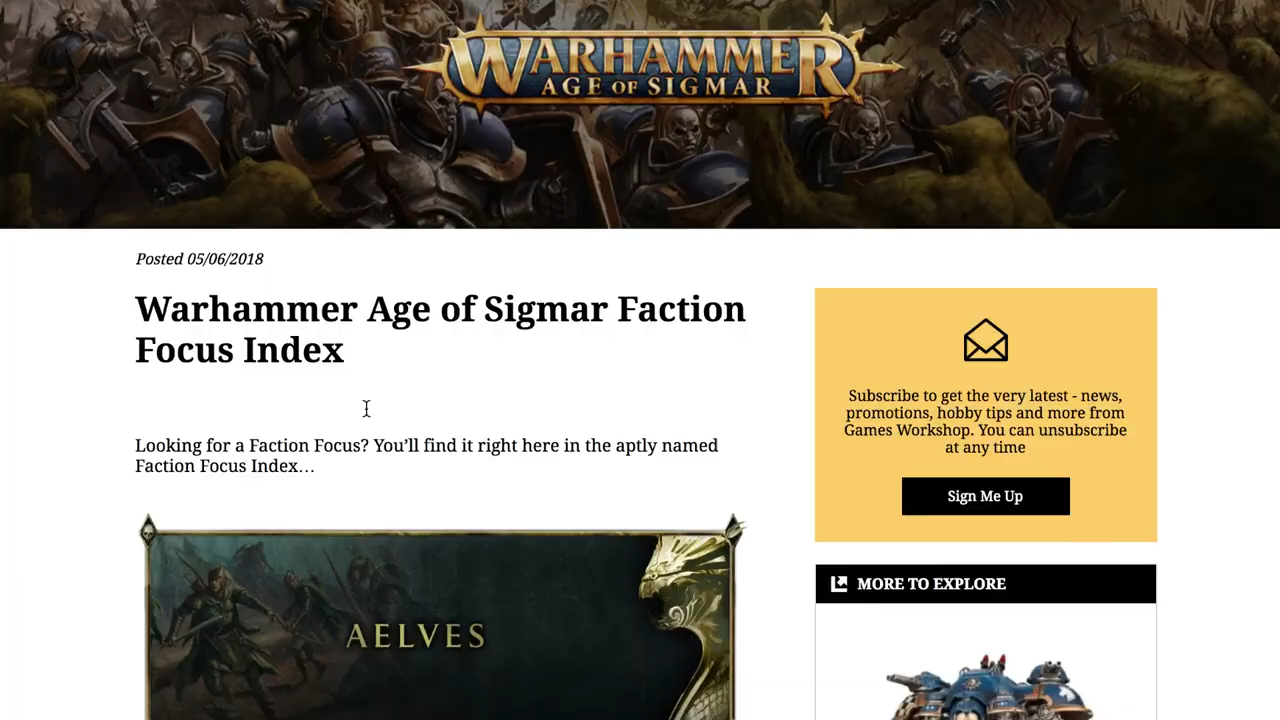 WARHAMMER
AGE OF SIGMAR
Posted 05/06/2018
Warhammer Age of Sigmar Faction
Focus Index
Looking for a Faction Focus? You’ll find it right here in the aptly named
Faction Focus Index…
AELVES
Subscribe to get the very latest - news,
promotions, hobby tips and more from
Games Workshop. You can unsubscribe
at any time
Sign Me Up
MORE TO EXPLORE